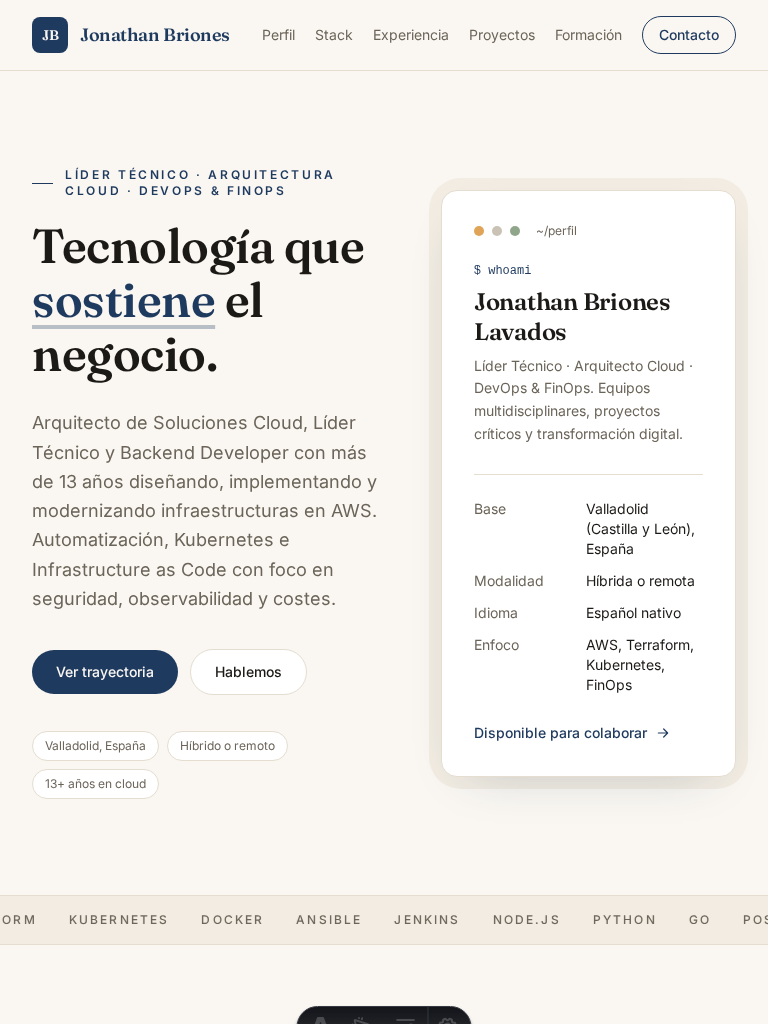 JB
Jonathan Briones
Perfil
Stack
Experiencia
Proyectos
Formación
Contacto
LÍDER TÉCNICO · ARQUITECTURA
CLOUD · DEVOPS & FINOPS
Tecnología que
sostiene el
negocio.
Arquitecto de Soluciones Cloud, Líder
Técnico y Backend Developer con más
de 13 años diseñando, implementando y
modernizando infraestructuras en AWS.
Automatización, Kubernetes e
Infrastructure as Code con foco en
seguridad, observabilidad y costes.
Ver trayectoria
Hablemos
Valladolid, España
Híbrido o remoto
13+ años en cloud
~/perfil
$ whoami
Jonathan Briones
Lavados
Líder Técnico · Arquitecto Cloud ·
DevOps & FinOps. Equipos
multidisciplinares, proyectos
críticos y transformación digital.
Base
Valladolid
(Castilla y León),
España
Modalidad
Híbrida o remota
Idioma
Español nativo
Enfoco
AWS, Terraform,
Kubernetes,
FinOps
Disponible para colaborar →
ORM KUBERNETES DOCKER ANSIBLE JENKINS NODE.JS PYTHON GO POS